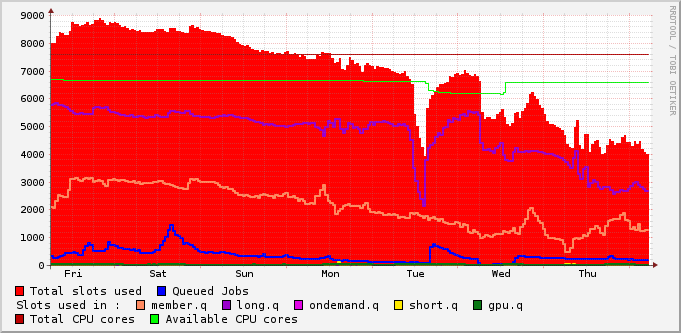 9000
8000
7000
6000
5000
4000
3000
2000
1000
0
Fri Sat Sun Mon Tue Wed Thu
RRDTOOL / TOBI OETIKER
Total slots used Queued Jobs
Slots used in : member.q long.q ondemand.q short.q gpu.q
Total CPU cores Available CPU cores